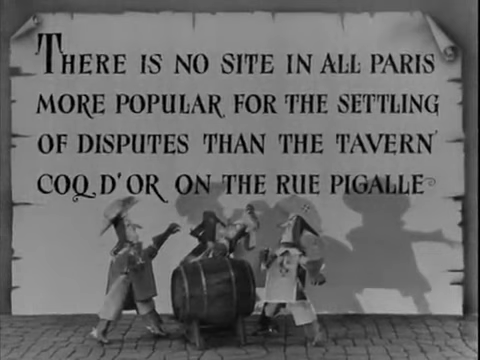 THERE IS NO SITE IN ALL PARIS
MORE POPULAR FOR THE SETTLING
OF DISPUTES THAN THE TAVERN
COQ D'OR ON THE RUE PIGALLE